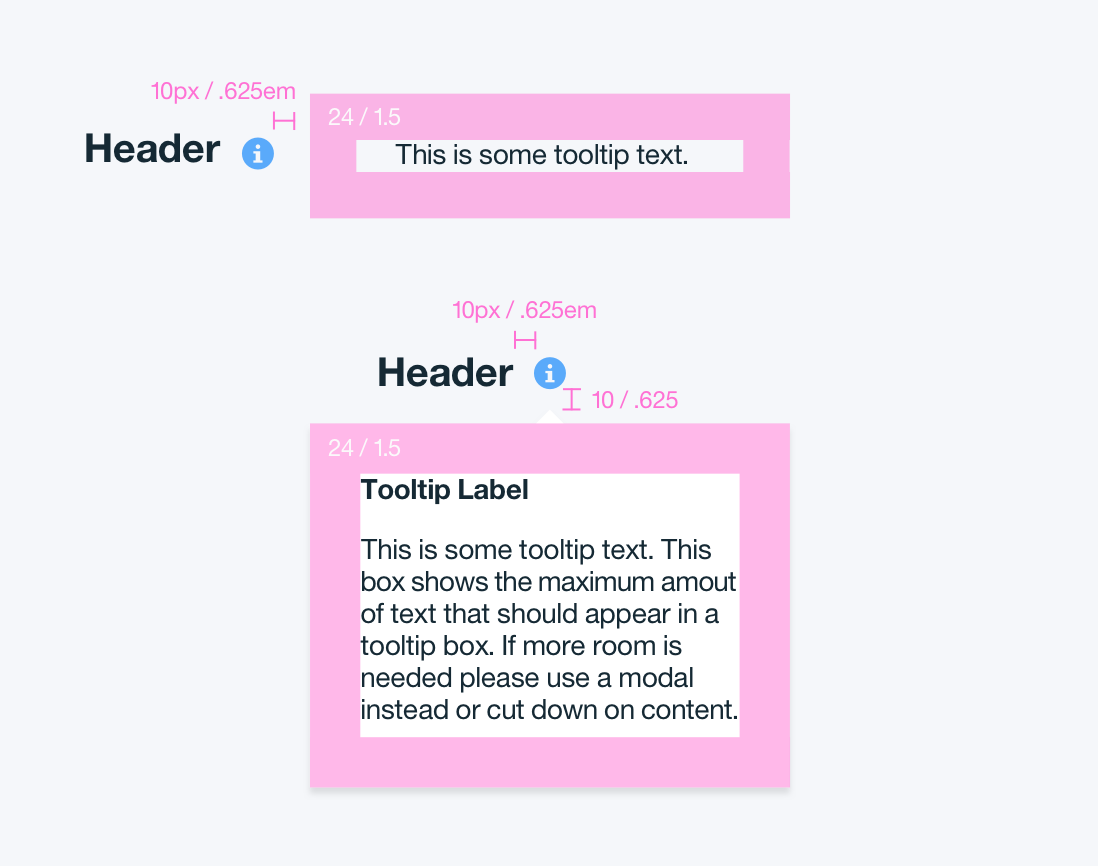 10px / .625em
24 / 1.5
Header
This is some tooltip text.
10px / .625em
Header
10 / .625
24 / 1.5
Tooltip Label
This is some tooltip text. This
box shows the maximum amout
of text that should appear in a
tooltip box. If more room is
needed please use a modal
instead or cut down on content.